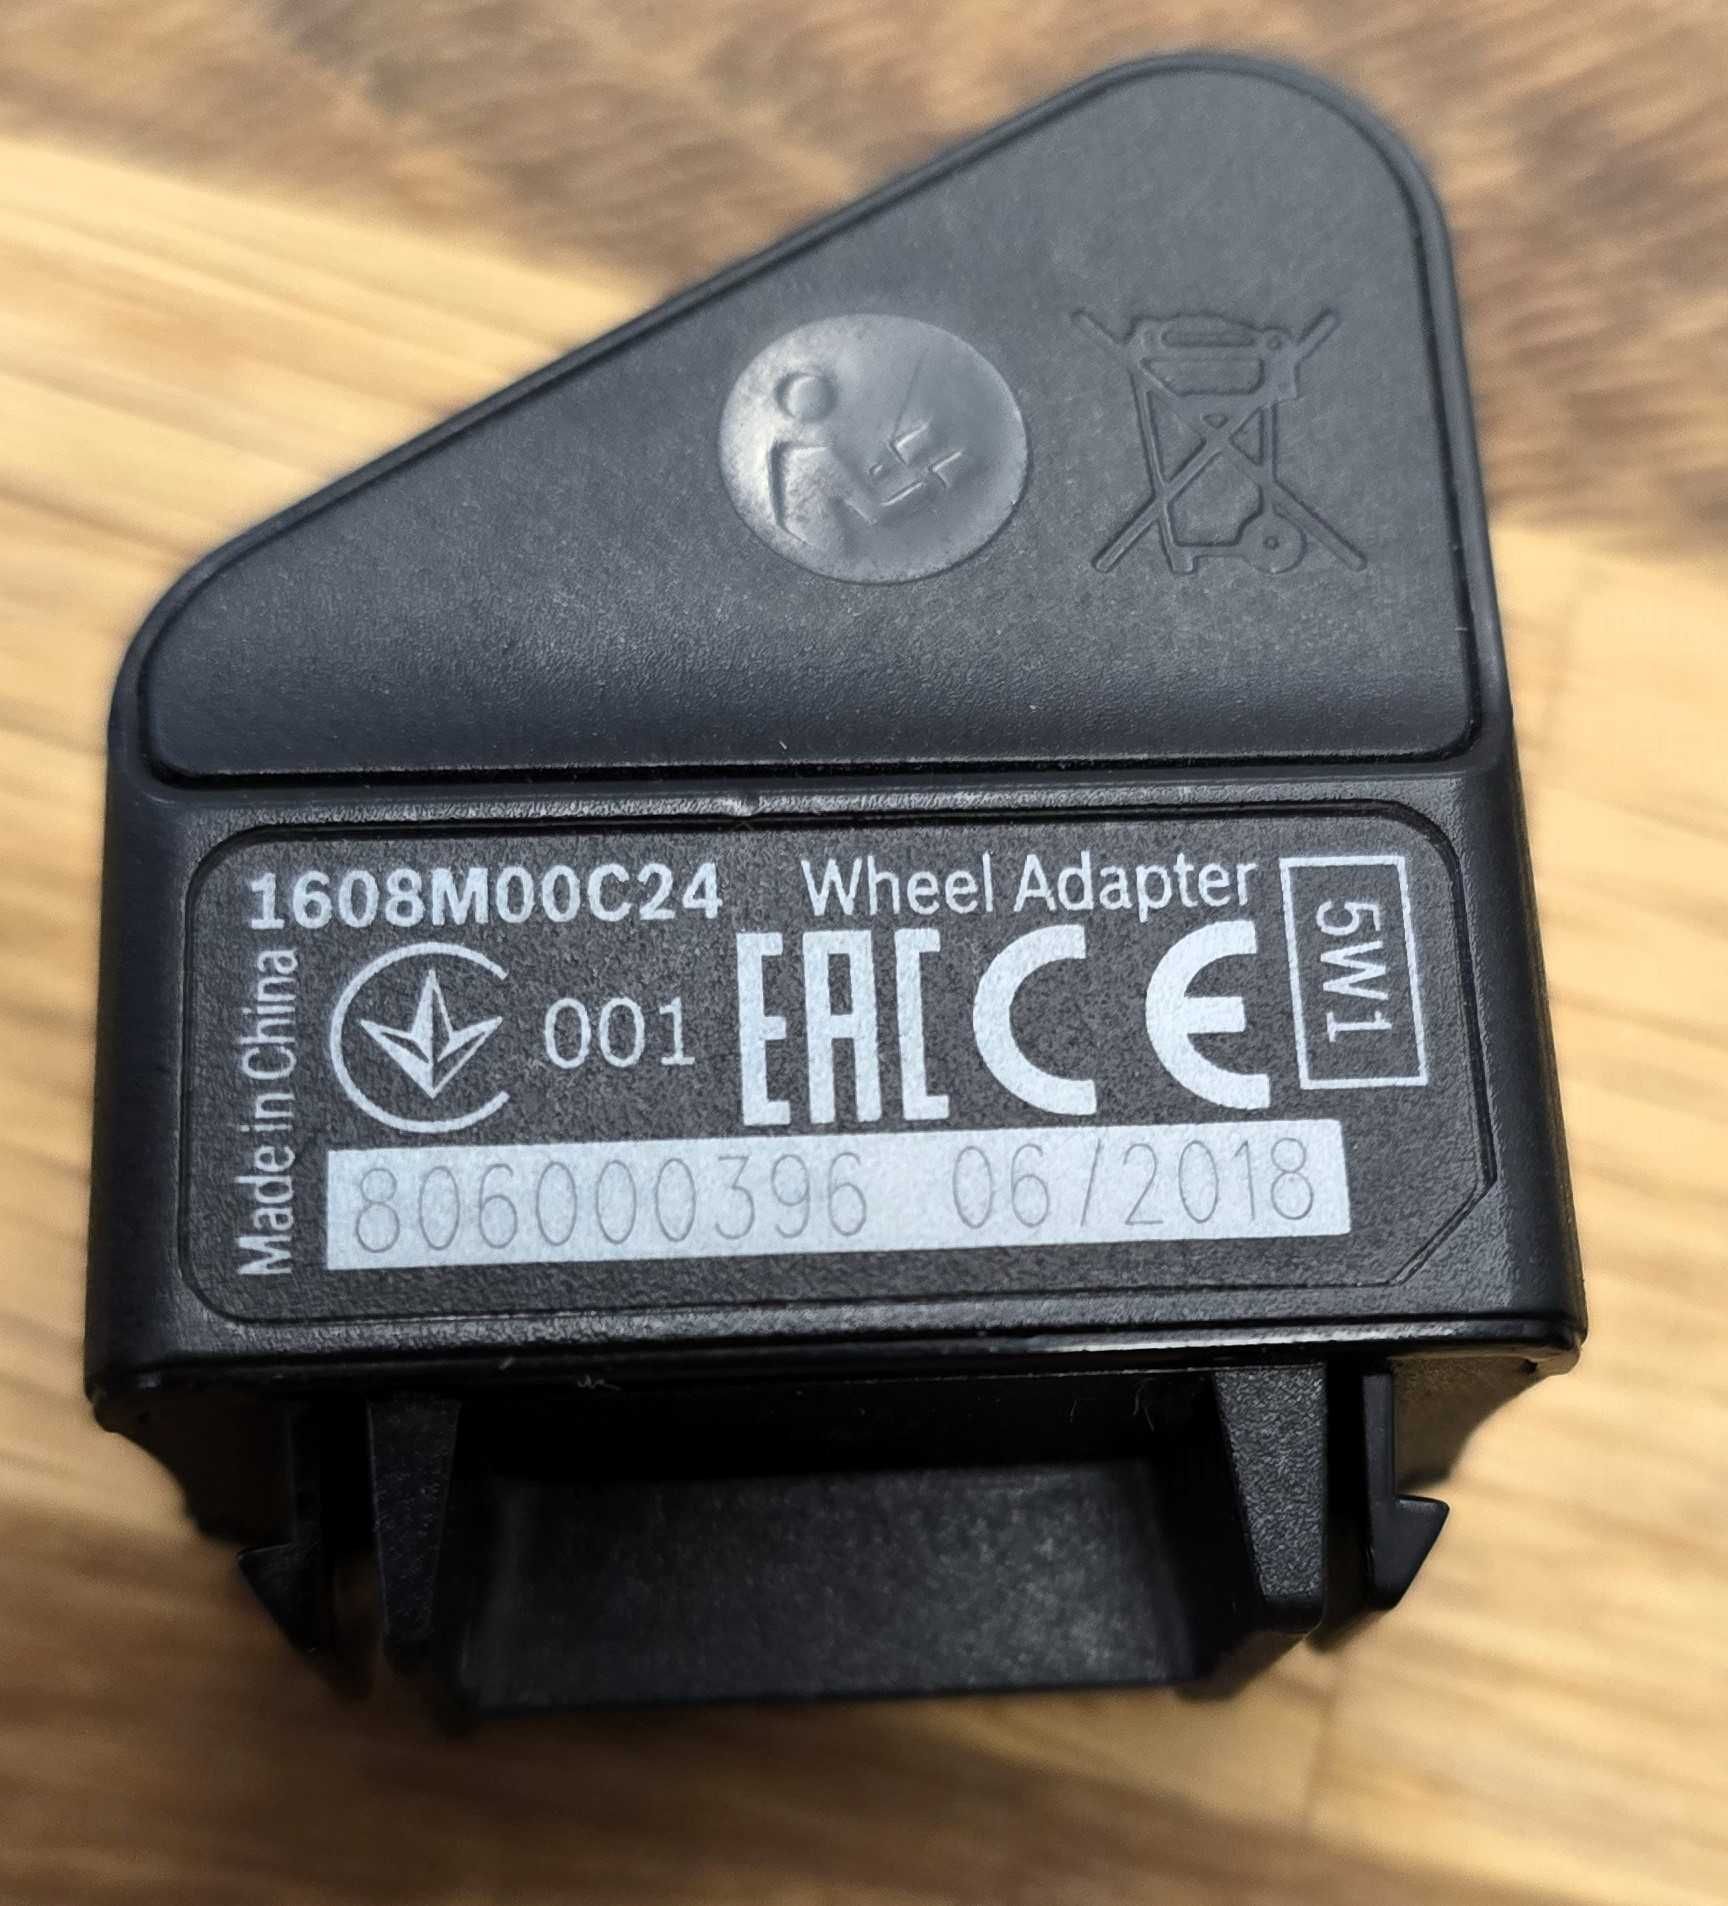 1608M00C24 Wheel Adapter
5W1
Made in China
001 EAC CE
806000396 06/2018